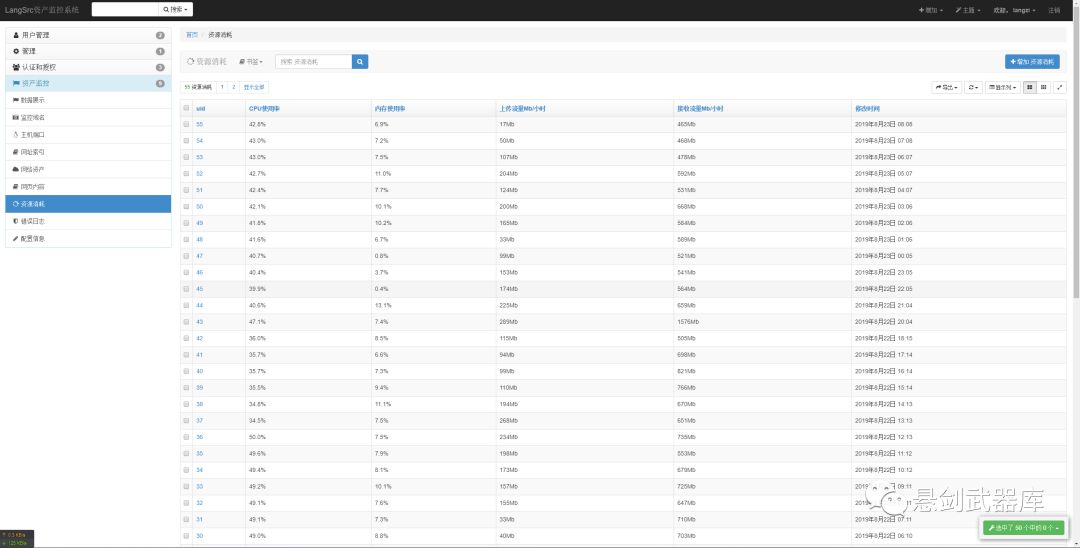 LangSrc资产监控系统 搜索 增加 主题 欢迎, langzi 注销
用户管理 2
管理 1
认证和授权 3
资产监控 9
数据展示
监控域名
主机端口
网址索引
网络资产
网页内容
资源消耗
错误日志
配置信息
首页 / 资源消耗
资源消耗 书签 搜索 资源消耗 增加 资源消耗
55 资源消耗 1 2 显示全部 导出 显示列
uid CPU使用率 内存使用率 上传流量Mb/小时 接收流量Mb/小时 修改时间
55 42.8% 6.9% 17Mb 465Mb 2019年8月23日 08:08
54 43.0% 7.2% 50Mb 468Mb 2019年8月23日 07:08
53 43.0% 7.5% 107Mb 478Mb 2019年8月23日 06:07
52 42.7% 11.0% 204Mb 592Mb 2019年8月23日 05:07
51 42.4% 7.7% 124Mb 531Mb 2019年8月23日 04:07
50 42.1% 10.1% 200Mb 668Mb 2019年8月23日 03:06
49 41.8% 10.2% 165Mb 564Mb 2019年8月23日 02:06
48 41.6% 6.7% 33Mb 589Mb 2019年8月23日 01:06
47 40.7% 0.8% 99Mb 521Mb 2019年8月23日 00:05
46 40.4% 3.7% 153Mb 541Mb 2019年8月22日 23:05
45 39.9% 0.4% 174Mb 564Mb 2019年8月22日 22:05
44 40.6% 13.1% 225Mb 659Mb 2019年8月22日 21:04
43 47.1% 7.4% 289Mb 1576Mb 2019年8月22日 20:04
42 36.0% 8.5% 115Mb 505Mb 2019年8月22日 18:15
41 35.7% 6.6% 94Mb 698Mb 2019年8月22日 17:14
40 35.7% 7.3% 99Mb 821Mb 2019年8月22日 16:14
39 35.5% 9.4% 110Mb 766Mb 2019年8月22日 15:14
38 34.8% 11.1% 194Mb 670Mb 2019年8月22日 14:13
37 34.5% 7.5% 268Mb 651Mb 2019年8月22日 13:13
36 50.0% 7.5% 234Mb 735Mb 2019年8月22日 12:13
35 49.6% 7.9% 198Mb 553Mb 2019年8月22日 11:12
34 49.4% 8.1% 173Mb 679Mb 2019年8月22日 10:12
33 49.2% 10.1% 157Mb 725Mb 2019年8月22日 09:11
32 49.1% 7.6% 155Mb 647Mb 2019年8月22日
31 49.1% 7.3% 33Mb 710Mb 2019年8月22日 07:11
30 49.0% 8.8% 40Mb 703Mb 2019年8月22日 06:10
悬剑武器库
选中了 50 个中的 0 个